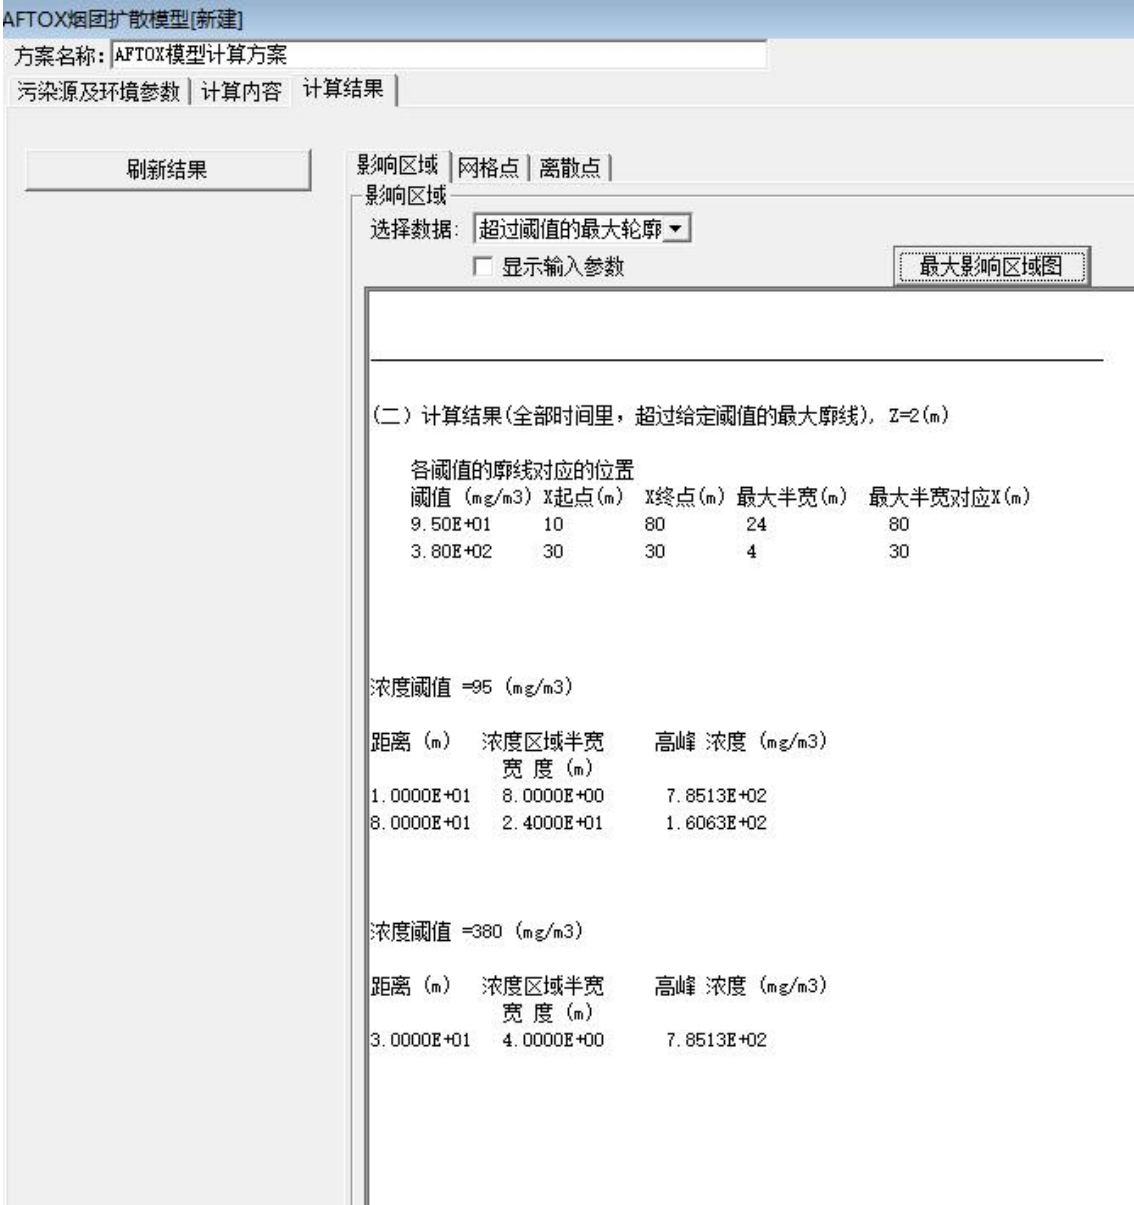 AFTOX烟团扩散模型[新建]
方案名称: AFTOX模型计算方案
污染源及环境参数 计算内容 计算结果
刷新结果
影响区域 网格点 离散点
影响区域
选择数据: 超过阈值的最大轮廓
显示输入参数 最大影响区域图
(二) 计算结果(全部时间里，超过给定阈值的最大廓线), Z=2(m)
各阈值的廓线对应的位置
阈值 (mg/m3) X起点(m) X终点(m) 最大半宽(m) 最大半宽对应X(m)
9.50E+01 10 80 24 80
3.80E+02 30 30 4 30
浓度阈值 =95 (mg/m3)
距离 (m) 浓度区域半宽 高峰 浓度 (mg/m3)
宽 度 (m)
1.0000E+01 8.0000E+00 7.8513E+02
8.0000E+01 2.4000E+01 1.6063E+02
浓度阈值 =380 (mg/m3)
距离 (m) 浓度区域半宽 高峰 浓度 (mg/m3)
宽 度 (m)
3.0000E+01 4.0000E+00 7.8513E+02